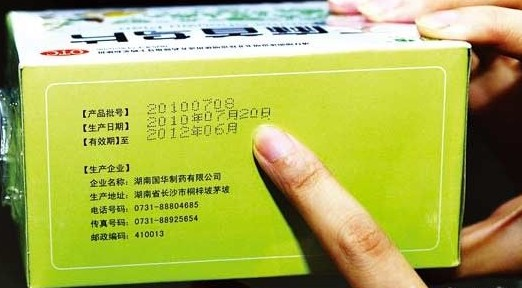 OTC
【产品批号】 20100708
【生产日期】 2010年07月20日
【有效期】至 2012年06月
【生产企业】
企业名称：湖南国华制药有限公司
生产地址：湖南省长沙市桐梓坡茅坡
电话号码：0731-88804685
传真号码：0731-88925654
邮政编码：410013